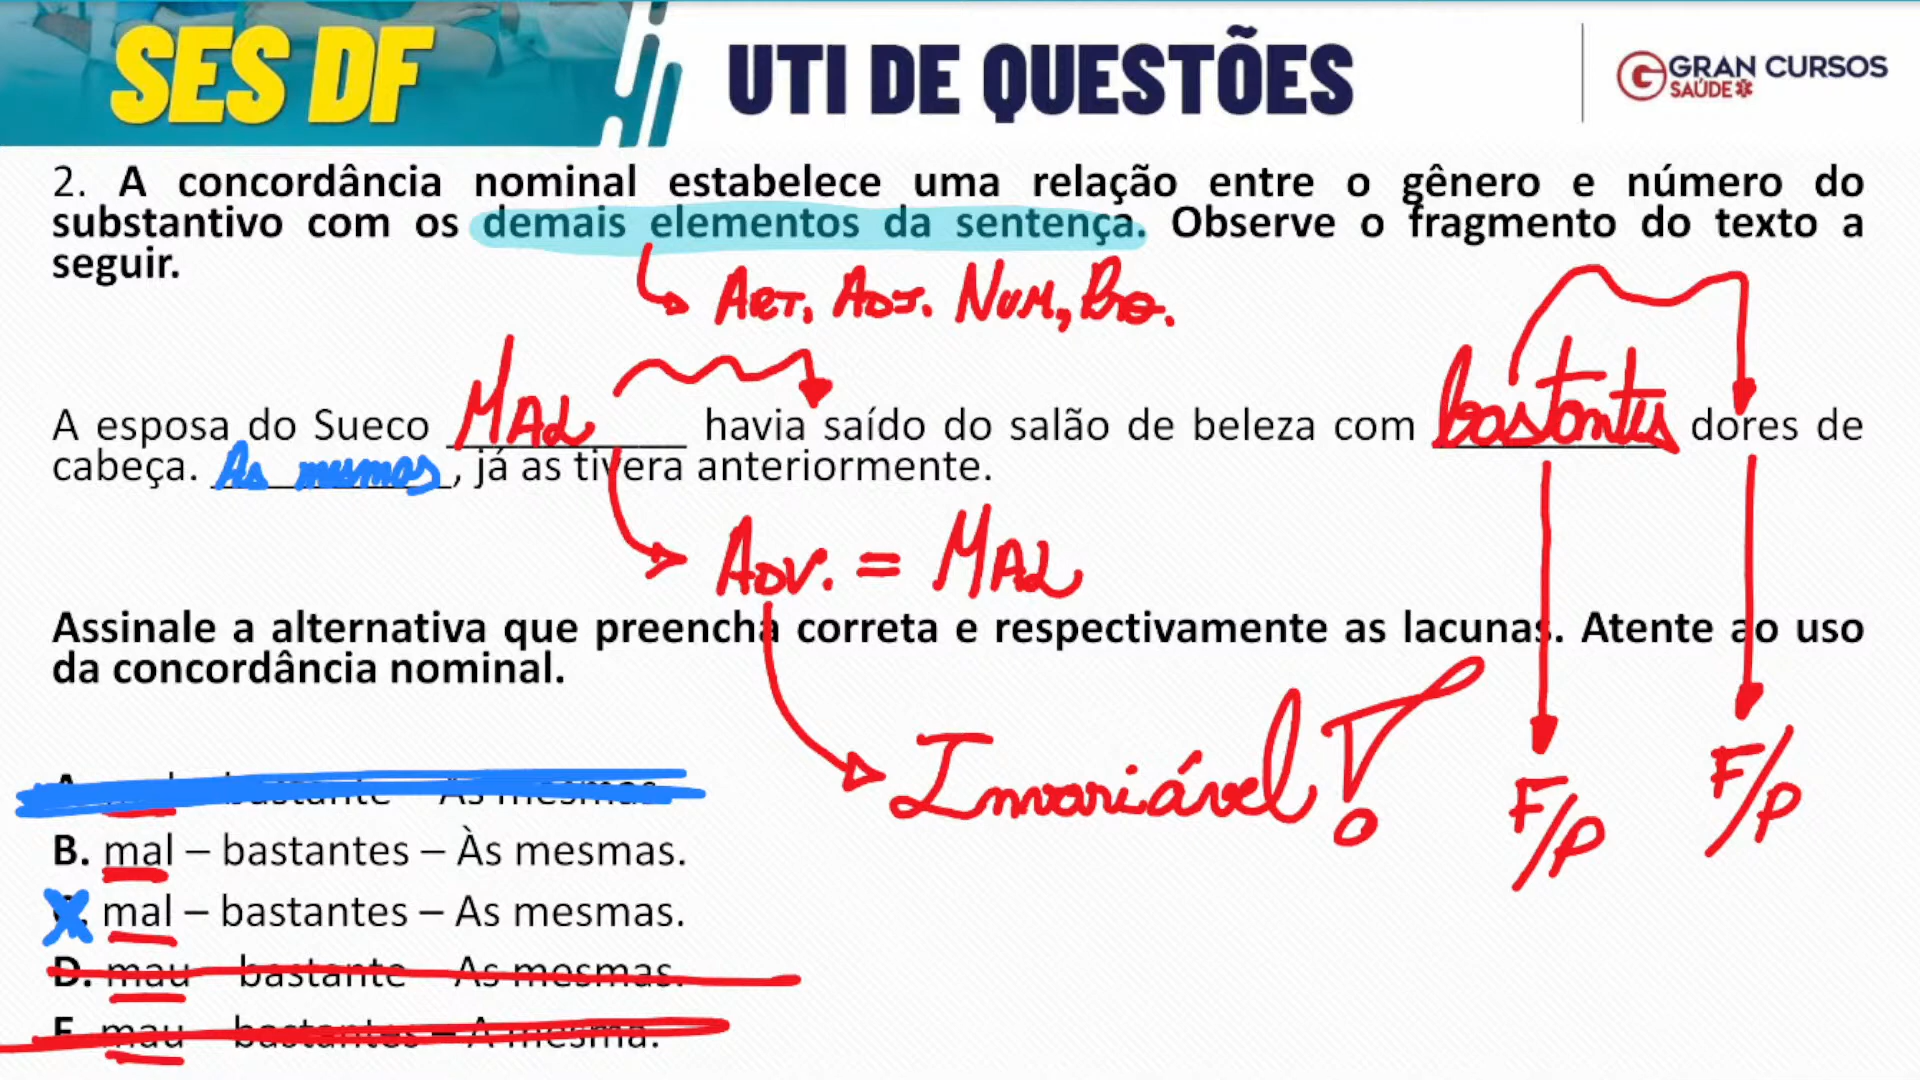 SES DF
UTI DE QUESTÕES
GRAN CURSOS
SAÚDE
2. A concordância nominal estabelece uma relação entre o gênero e número do
substantivo com os demais elementos da sentença. Observe o fragmento do texto a
seguir.
ART. ADJ. NUM, PRO.
A esposa do Sueco MAL havia saído do salão de beleza com bastantes dores de
cabeça. As mesmas, já as tivera anteriormente.
ADV. = MAL
Assinale a alternativa que preencha correta e respectivamente as lacunas. Atente ao uso
da concordância nominal.
Invariável!
F/P
F/P
A. mal – bastante – As mesmas.
B. mal – bastantes – Às mesmas.
C. mal – bastantes – As mesmas.
D. mau – bastante – As mesmas.
E. mau – bastantes – A mesma.